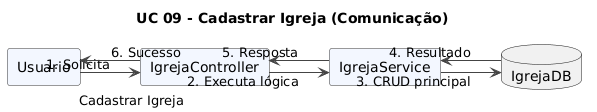 UC 09 - Cadastrar Igreja (Comunicação)
6. Sucesso
5. Resposta
4. Resultado
Usuario
1. Solicita
IgrejaController
IgrejaService
IgrejaDB
2. Executa lógica
3. CRUD principal
Cadastrar Igreja